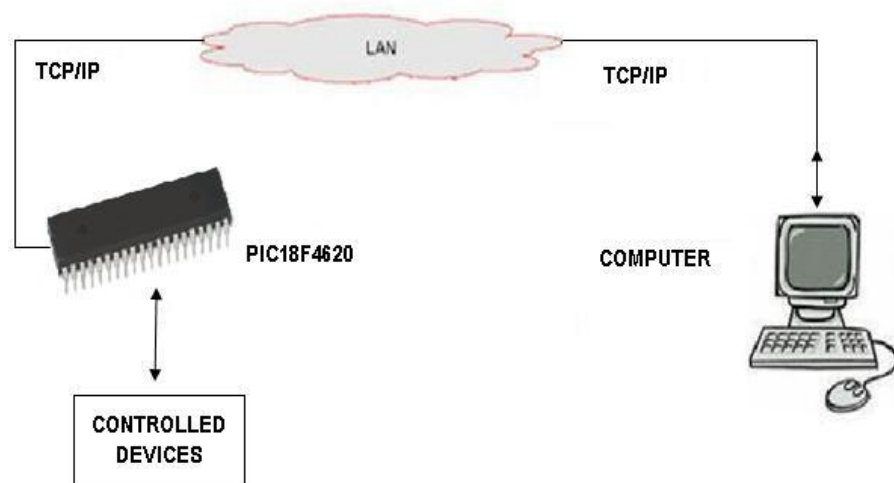 LAN
TCP/IP
TCP/IP
PIC18F4620
COMPUTER
CONTROLLED
DEVICES